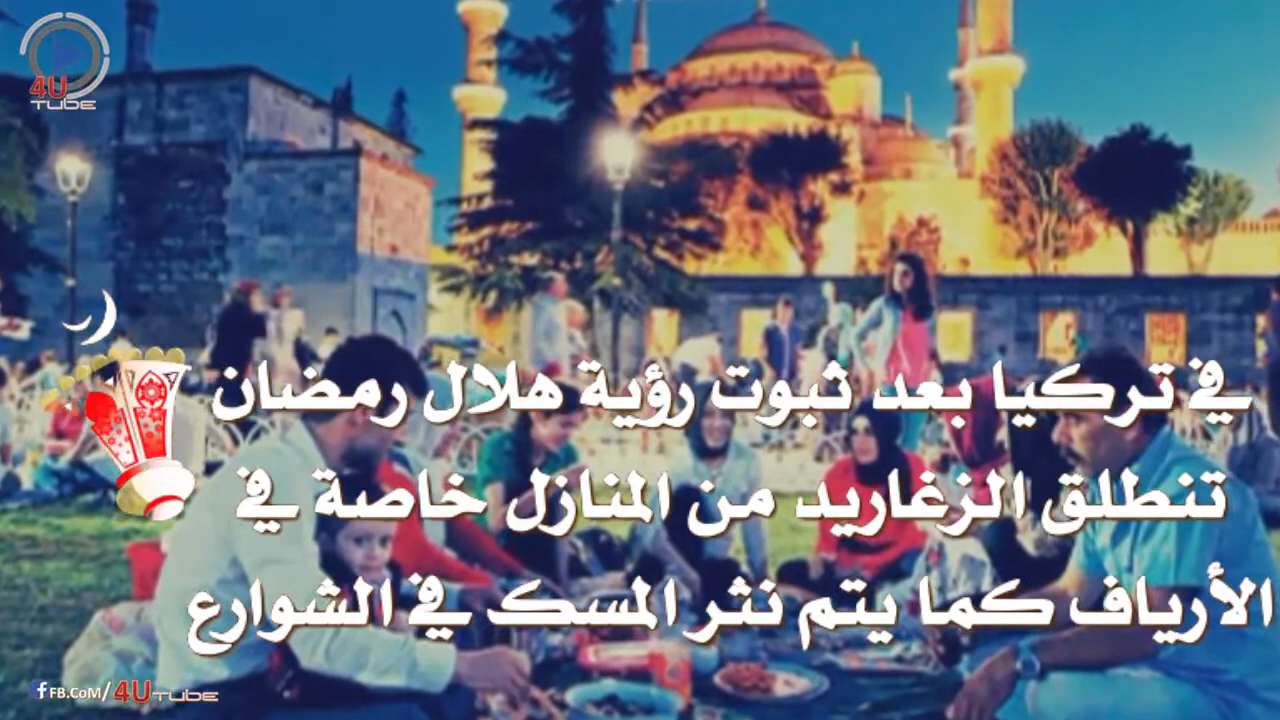 4U
TUBE
في تركيا بعد ثبوت رؤية هلال رمضان
تنطلق الزغاريد من المنازل خاصة في
الأرياف كما يتم نثر المسك في الشوارع
f FB.CoM/4UTUBE